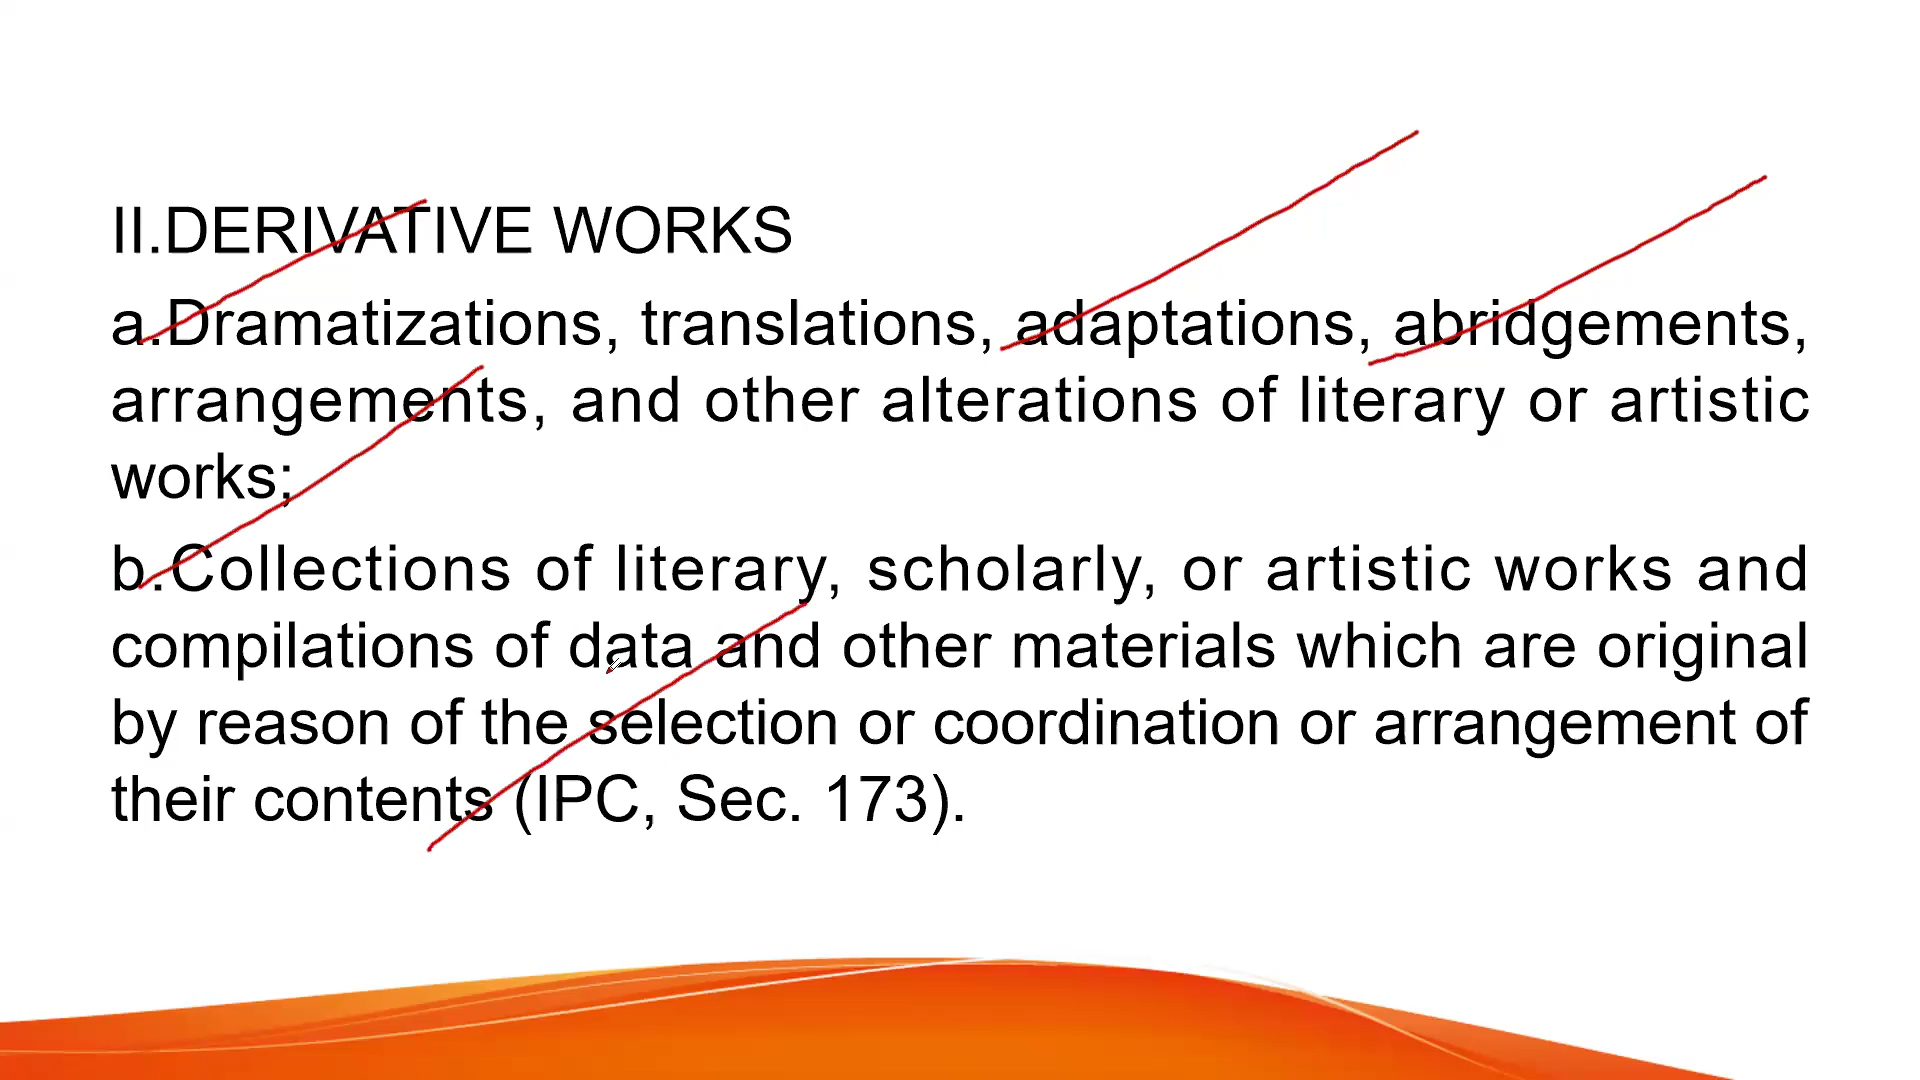 II.DERIVATIVE WORKS
a.Dramatizations, translations, adaptations, abridgements,
arrangements, and other alterations of literary or artistic
works;
b.Collections of literary, scholarly, or artistic works and
compilations of data and other materials which are original
by reason of the selection or coordination or arrangement of
their contents (IPC, Sec. 173).